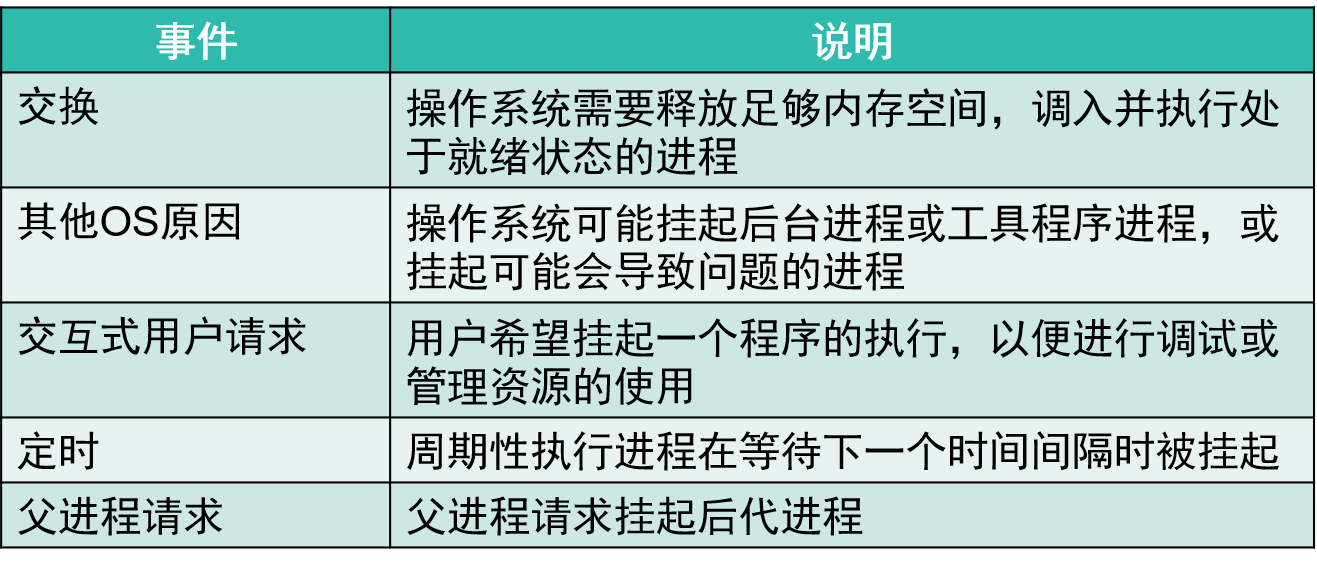 事件
说明
交换
操作系统需要释放足够内存空间，调入并执行处
于就绪状态的进程
其他OS原因
操作系统可能挂起后台进程或工具程序进程，或
挂起可能会导致问题的进程
交互式用户请求
用户希望挂起一个程序的执行，以便进行调试或
管理资源的使用
定时
周期性执行进程在等待下一个时间间隔时被挂起
父进程请求
父进程请求挂起后代进程